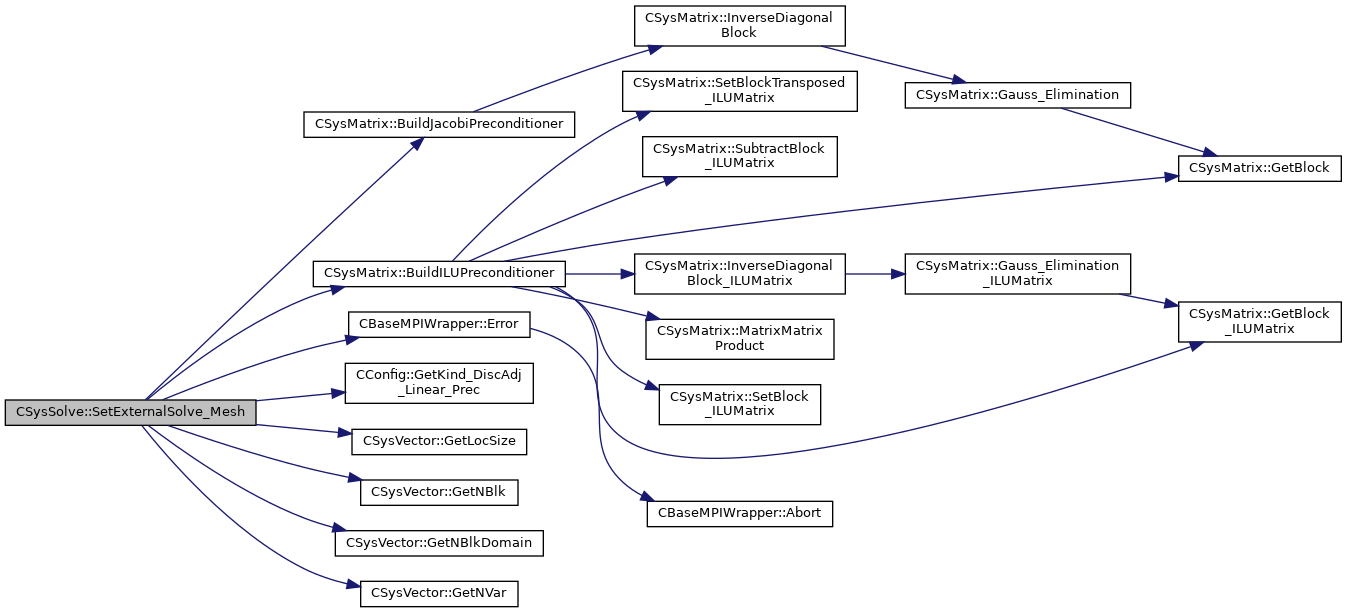 CSysSolve::SetExternalSolve_Mesh
CSysMatrix::BuildJacobiPreconditioner
CSysMatrix::InverseDiagonal
Block
CSysMatrix::Gauss_Elimination
CSysMatrix::GetBlock
CSysMatrix::BuildILUPreconditioner
CSysMatrix::SetBlockTransposed
_ILUMatrix
CSysMatrix::SubtractBlock
_ILUMatrix
CSysMatrix::InverseDiagonal
Block_ILUMatrix
CSysMatrix::Gauss_Elimination
_ILUMatrix
CSysMatrix::GetBlock
_ILUMatrix
CSysMatrix::MatrixMatrix
Product
CSysMatrix::SetBlock
_ILUMatrix
CBaseMPIWrapper::Error
CBaseMPIWrapper::Abort
CConfig::GetKind_DiscAdj
_Linear_Prec
CSysVector::GetLocSize
CSysVector::GetNBlk
CSysVector::GetNBlkDomain
CSysVector::GetNVar